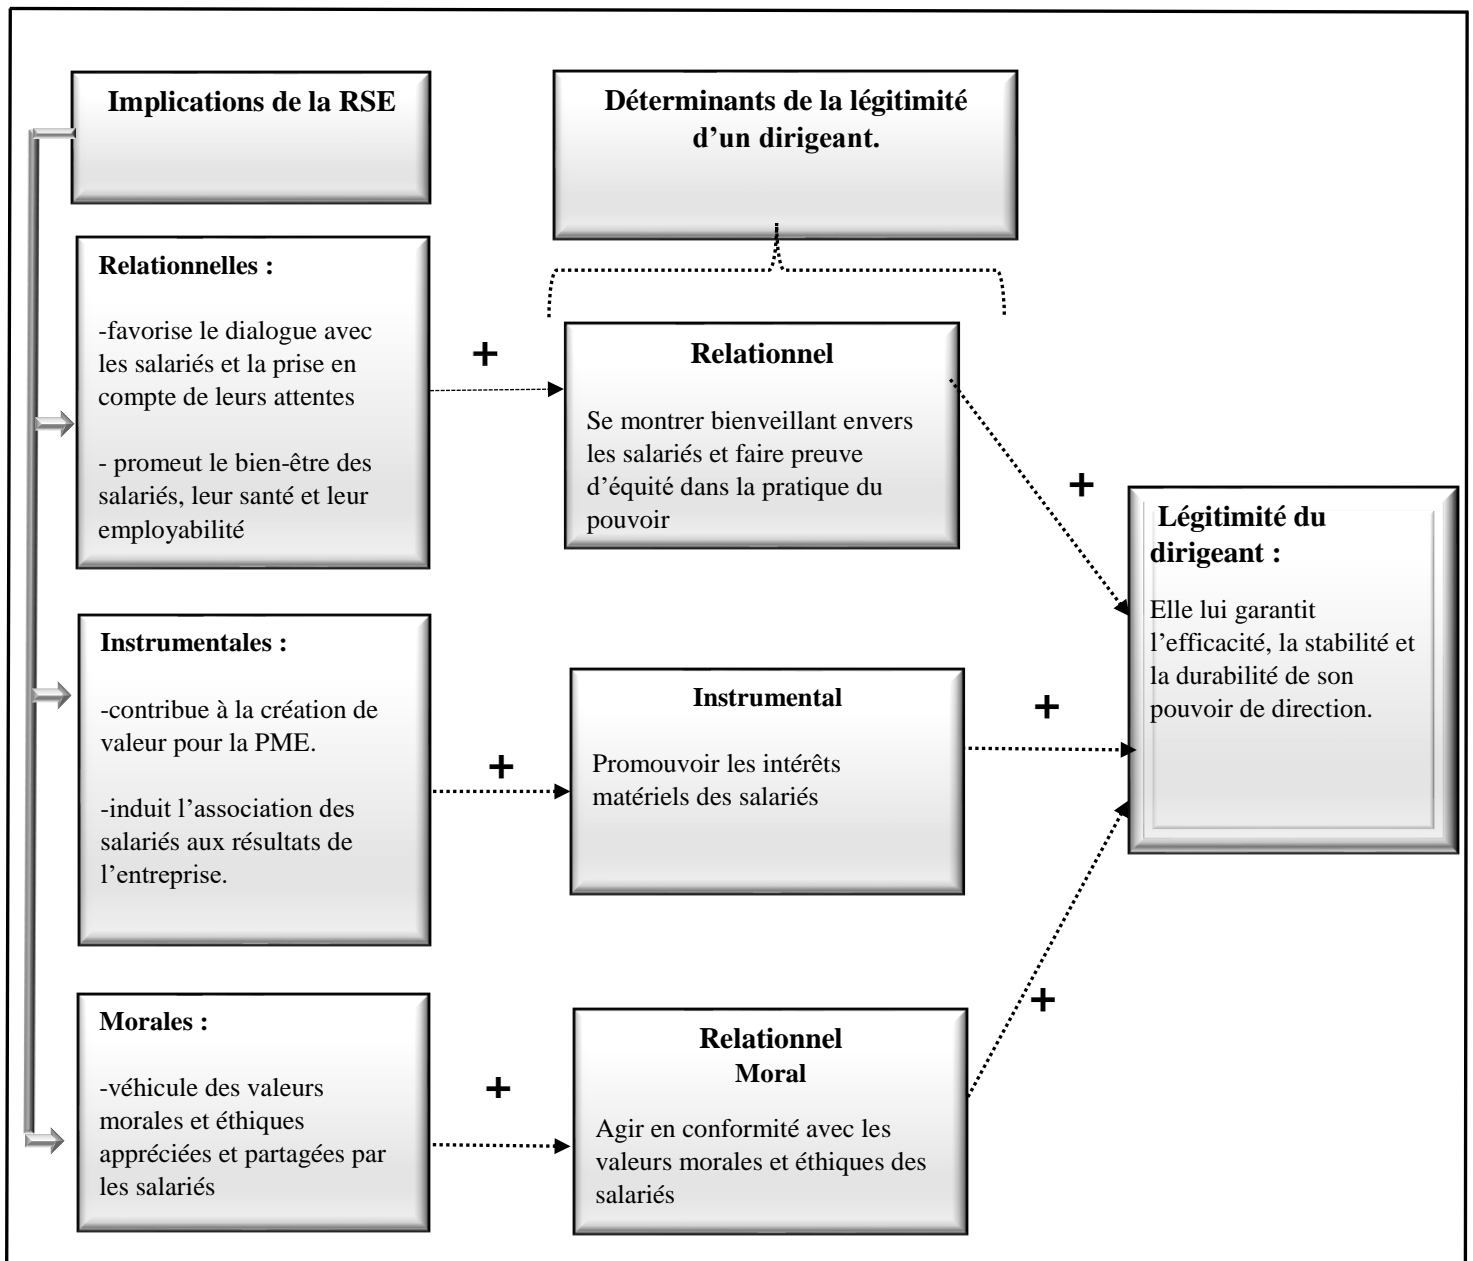 Implications de la RSE
Déterminants de la légitimité
d’un dirigeant.
Relationnelles :
-favorise le dialogue avec
les salariés et la prise en
compte de leurs attentes
- promeut le bien-être des
salariés, leur santé et leur
employabilité
+
Relationnel
Se montrer bienveillant envers
les salariés et faire preuve
d’équité dans la pratique du
pouvoir
+
Légitimité du
dirigeant :
Elle lui garantit
l’efficacité, la stabilité et
la durabilité de son
pouvoir de direction.
Instrumentales :
-contribue à la création de
valeur pour la PME.
-induit l’association des
salariés aux résultats de
l’entreprise.
+
Instrumental
Promouvoir les intérêts
matériels des salariés
+
Morales :
-véhicule des valeurs
morales et éthiques
appréciées et partagées par
les salariés
+
Relationnel
Moral
Agir en conformité avec les
valeurs morales et éthiques des
salariés
+